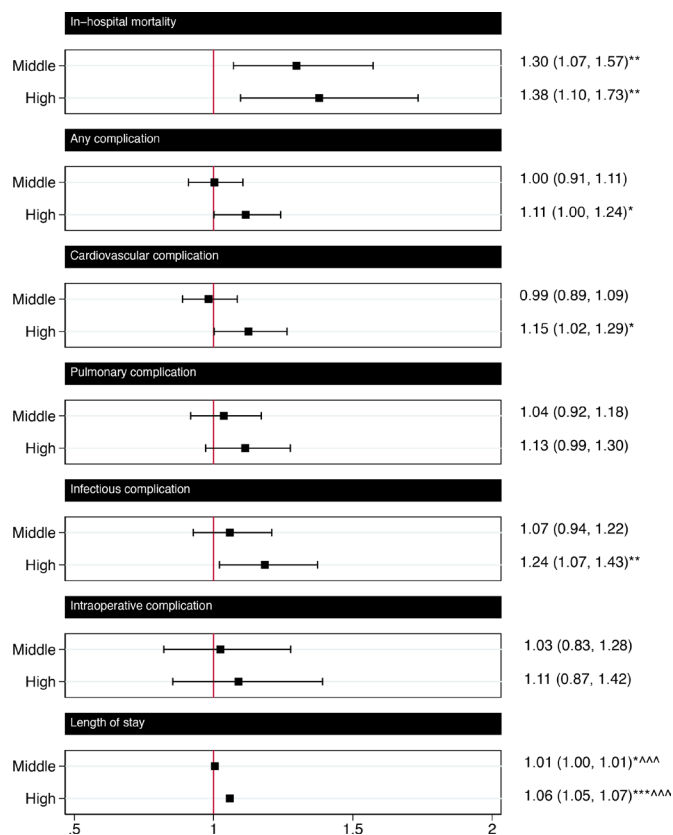 In-hospital mortality
Middle 1.30 (1.07, 1.57)**
High 1.38 (1.10, 1.73)**
Any complication
Middle 1.00 (0.91, 1.11)
High 1.11 (1.00, 1.24)*
Cardiovascular complication
Middle 0.99 (0.89, 1.09)
High 1.15 (1.02, 1.29)*
Pulmonary complication
Middle 1.04 (0.92, 1.18)
High 1.13 (0.99, 1.30)
Infectious complication
Middle 1.07 (0.94, 1.22)
High 1.24 (1.07, 1.43)**
Intraoperative complication
Middle 1.03 (0.83, 1.28)
High 1.11 (0.87, 1.42)
Length of stay
Middle 1.01 (1.00, 1.01)*^^^
High 1.06 (1.05, 1.07)***^^^
.5 1 1.5 2